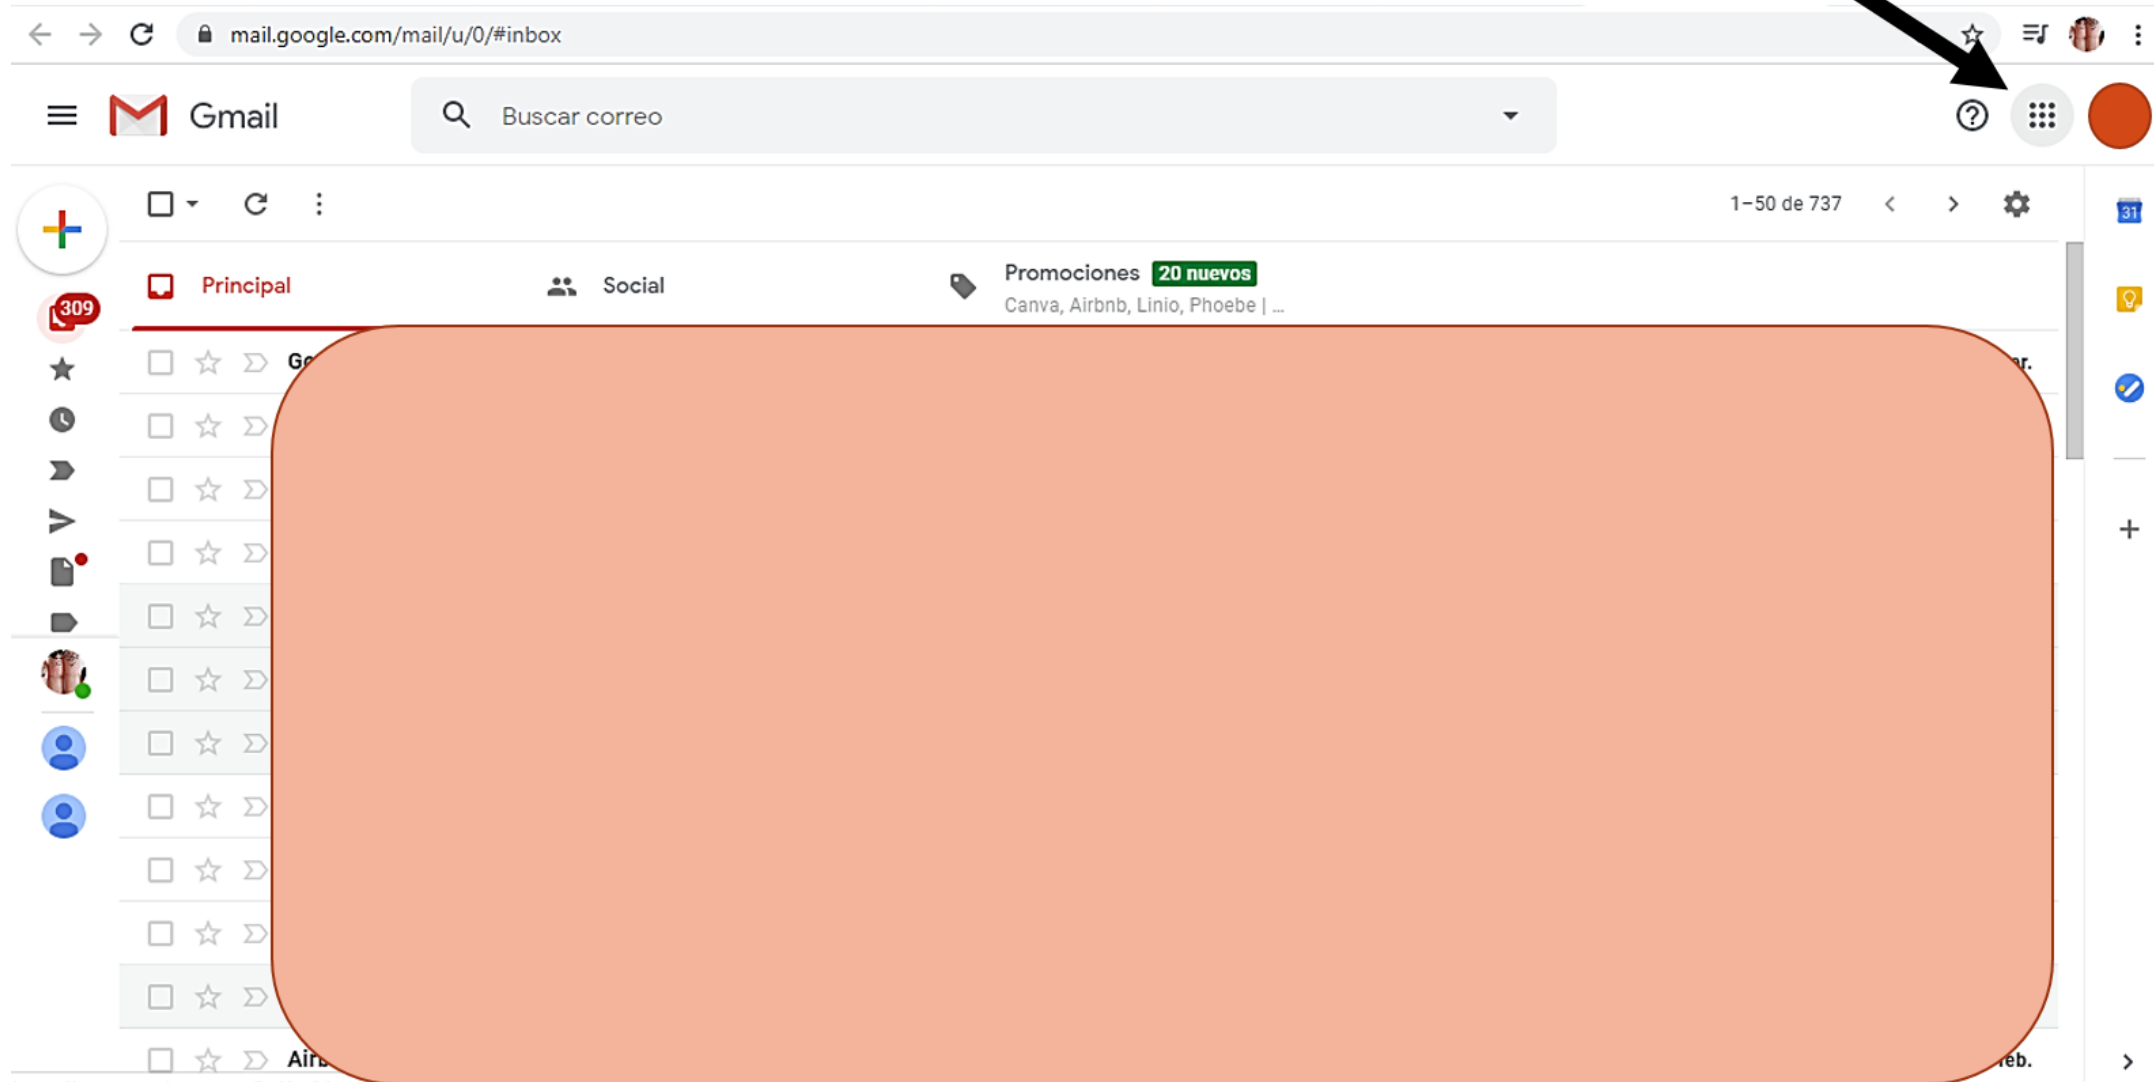 mail.google.com/mail/u/0/#inbox
Gmail
Buscar correo
1–50 de 737
31
Principal
Social
Promociones 20 nuevos
Canva, Airbnb, Linio, Phoebe | ...
309